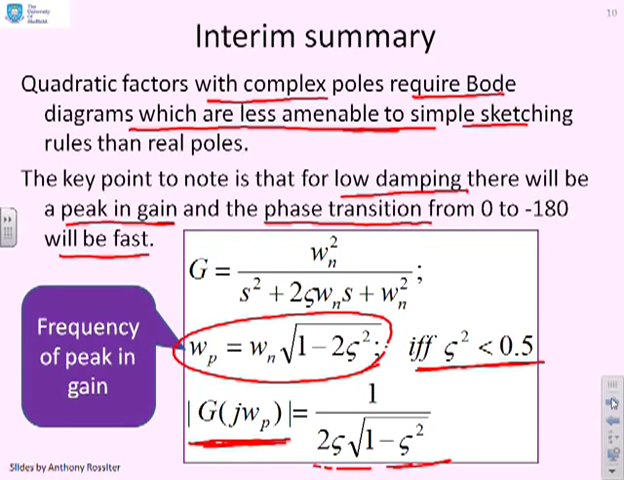 The
University
Of
Sheffield.
10
Interim summary
Quadratic factors with complex poles require Bode
diagrams which are less amenable to simple sketching
rules than real poles.
The key point to note is that for low damping there will be
a peak in gain and the phase transition from 0 to -180
will be fast.
G = w_n^2 / (s^2 + 2ςw_n s + w_n^2) ;
Frequency
of peak in
gain
w_p = w_n √(1 − 2ς^2) ; iff ς^2 < 0.5
| G(jw_p) |= 1 / (2ς√(1 − ς^2))
Slides by Anthony Rossiter